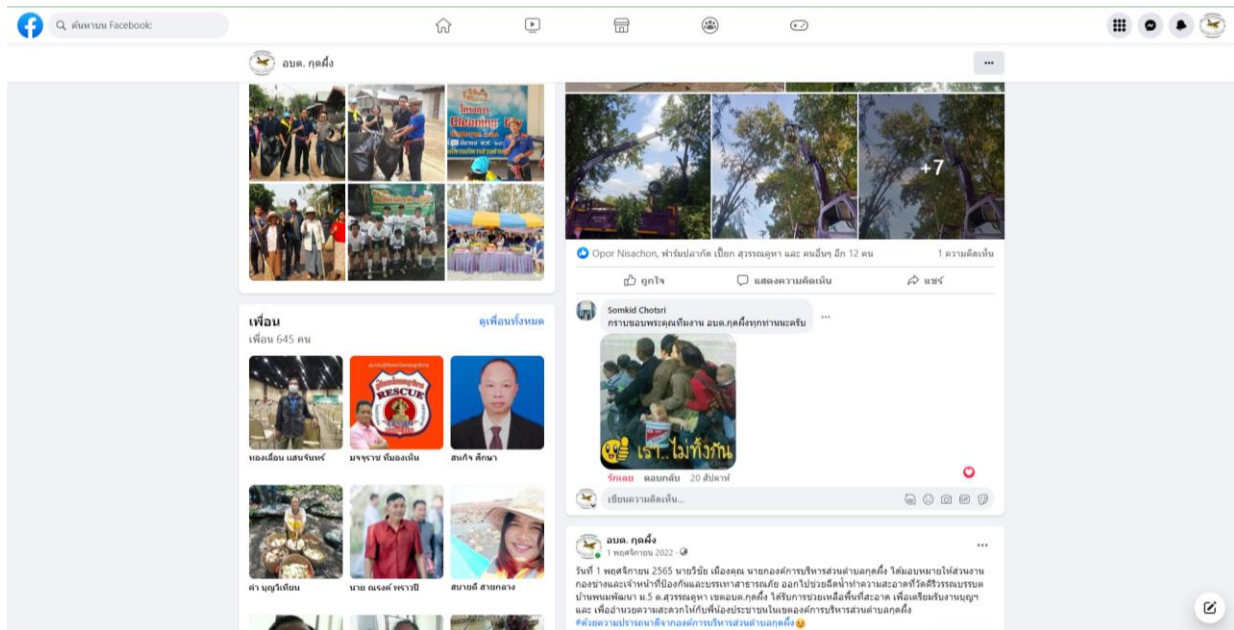 ค้นหาบน Facebook:
อบต. กุดผึ้ง
โครงการ
Cleaning
+7
Opor Nisachon, ฟาร์มปลากัด เปี๊ยก สุวรรณคูหา และ คนอื่นๆ อีก 12 คน
1 ความคิดเห็น
ถูกใจ
แสดงความคิดเห็น
แชร์
เพื่อน
ดูเพื่อนทั้งหมด
เพื่อน 645 คน
RESCUE
ทองเลื่อน แสนจันทร์
มจจุราช ที่มองเห็น
สนกิจ ศึกษา
คำ บุญวิเทียน
นาย ณรงค์ พราวปี
สบายดี สายกลาง
Somkid Chotsri
กราบขอบพระคุณทีมงาน อบต.กุดผึ้งทุกท่านนะครับ
เรา..ไม่ทิ้งกัน
รักเลย ตอบกลับ 20 สัปดาห์
เขียนความคิดเห็น...
อบต. กุดผึ้ง
1 พฤศจิกายน 2022
วันที่ 1 พฤศจิกายน 2565 นายวินัย เมืองคุณ นายกองค์การบริหารส่วนตำบลกุดผึ้ง ได้มอบหมายให้ส่วนงาน
กองช่างและเจ้าหน้าที่ป้องกันและบรรเทาสาธารณภัย ออกไปช่วยฉีดน้ำทำความสะอาดที่วัดคีรีวรรณบรรบต
บ้านพนมพัฒนา ม.5 ต.สุวรรณคูหา เขตอบต.กุดผึ้ง ได้รับการช่วยเหลือพื้นที่สะอาด เพื่อเตรียมรับงานบุญฯ
และ เพื่ออำนวยความสะดวกให้กับพี่น้องประชาชนในเขตองค์การบริหารส่วนตำบลกุดผึ้ง
#ด้วยความปรารถนาดีจากองค์การบริหารส่วนตำบลกุดผึ้ง